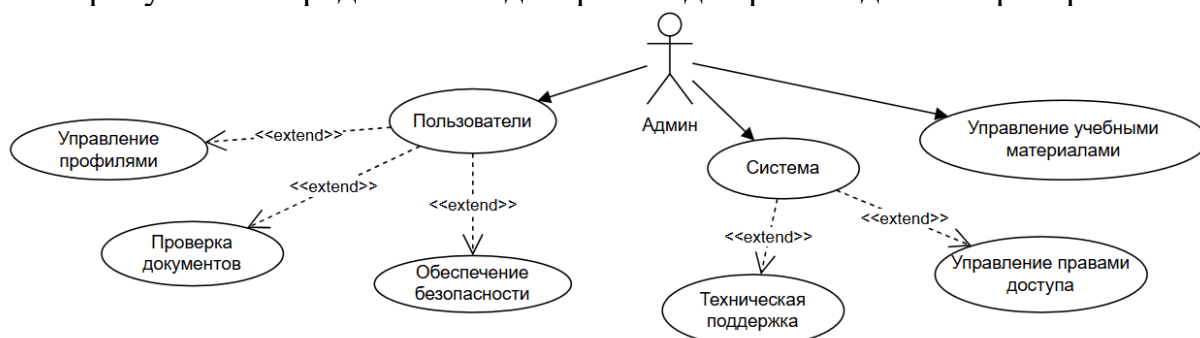 Админ
Пользователи
Управление
профилями
<<extend>>
<<extend>>
<<extend>>
Проверка
документов
Обеспечение
безопасности
Система
<<extend>>
<<extend>>
Техническая
поддержка
Управление правами
доступа
Управление учебными
материалами